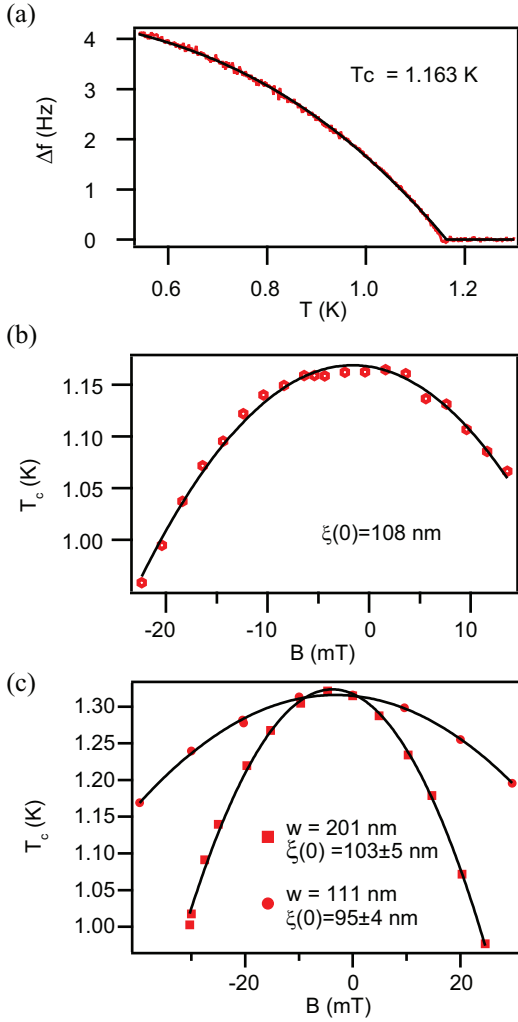 (a)
4
3
2
1
0
Δf (Hz)
Tc = 1.163 K
0.6 0.8 1.0 1.2
T (K)
(b)
1.15
1.10
1.05
1.00
T_c (K)
ξ(0)=108 nm
-20 -10 0 10
B (mT)
(c)
1.30
1.25
1.20
1.15
1.10
1.05
1.00
T_c (K)
w = 201 nm
ξ(0) =103±5 nm
w = 111 nm
ξ(0)=95±4 nm
-20 0 20
B (mT)